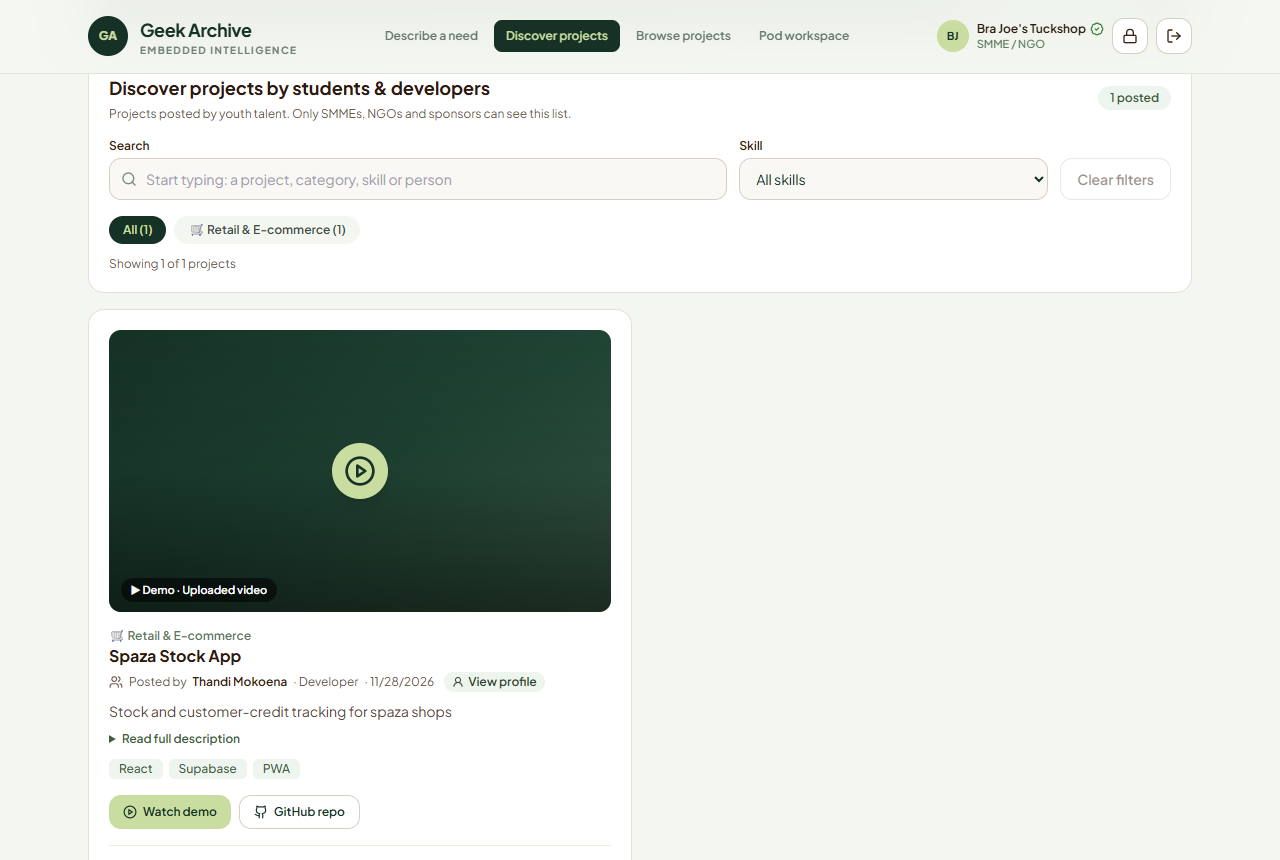 GA
Geek Archive
EMBEDDED INTELLIGENCE
Describe a need
Discover projects
Browse projects
Pod workspace
BJ
Bra Joe's Tuckshop
SMME / NGO
Discover projects by students & developers
Projects posted by youth talent. Only SMMEs, NGOs and sponsors can see this list.
1 posted
Search
Skill
Start typing: a project, category, skill or person
All skills
Clear filters
All (1)
🛒 Retail & E-commerce (1)
Showing 1 of 1 projects
▶ Demo · Uploaded video
🛒 Retail & E-commerce
Spaza Stock App
Posted by Thandi Mokoena · Developer · 11/28/2026
View profile
Stock and customer-credit tracking for spaza shops
Read full description
React
Supabase
PWA
Watch demo
GitHub repo